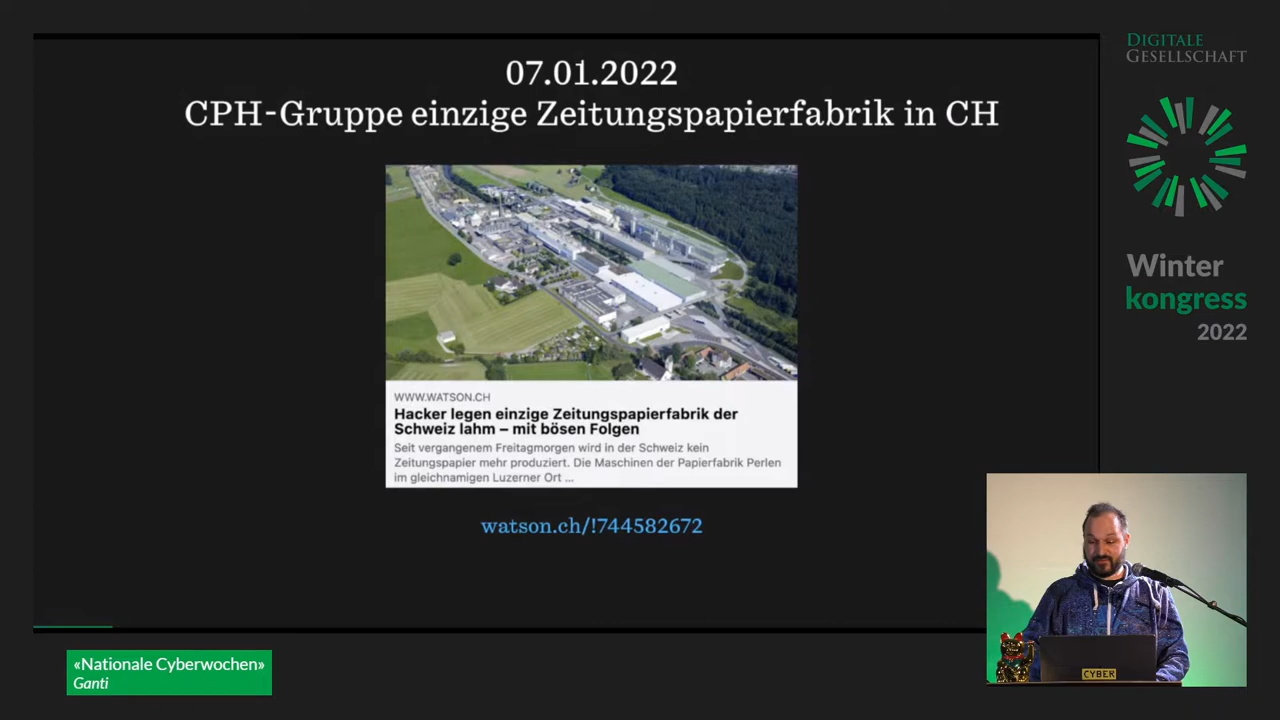 07.01.2022
CPH-Gruppe einzige Zeitungspapierfabrik in CH
WWW.WATSON.CH
Hacker legen einzige Zeitungspapierfabrik der
Schweiz lahm – mit bösen Folgen
Seit vergangenem Freitagmorgen wird in der Schweiz kein
Zeitungspapier mehr produziert. Die Maschinen der Papierfabrik Perlen
im gleichnamigen Luzerner Ort ...
watson.ch/!744582672
DIGITALE
GESELLSCHAFT
Winter
kongress
2022
CYBER
«Nationale Cyberwochen»
Ganti